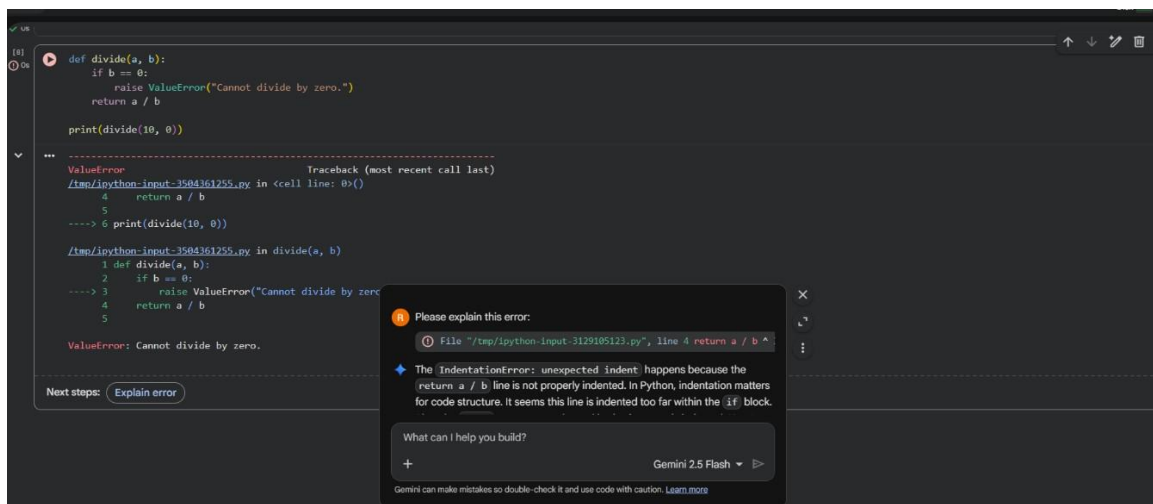 0s
[8]
0s
def divide(a, b):
    if b == 0:
        raise ValueError("Cannot divide by zero.")
    return a / b
print(divide(10, 0))
---------------------------------------------------------------------------
ValueError                                Traceback (most recent call last)
/tmp/ipython-input-3504361255.py in <cell line: 0>()
      4     return a / b
      5
----> 6 print(divide(10, 0))
/tmp/ipython-input-3504361255.py in divide(a, b)
      1 def divide(a, b):
      2     if b == 0:
----> 3         raise ValueError("Cannot divide by zero
      4     return a / b
      5
ValueError: Cannot divide by zero.
Next steps: Explain error
R Please explain this error:
File "/tmp/ipython-input-3129105123.py", line 4 return a / b ^
The IndentationError: unexpected indent happens because the
return a / b line is not properly indented. In Python, indentation matters
for code structure. It seems this line is indented too far within the if block.
What can I help you build?
+ Gemini 2.5 Flash
Gemini can make mistakes so double-check it and use code with caution. Learn more